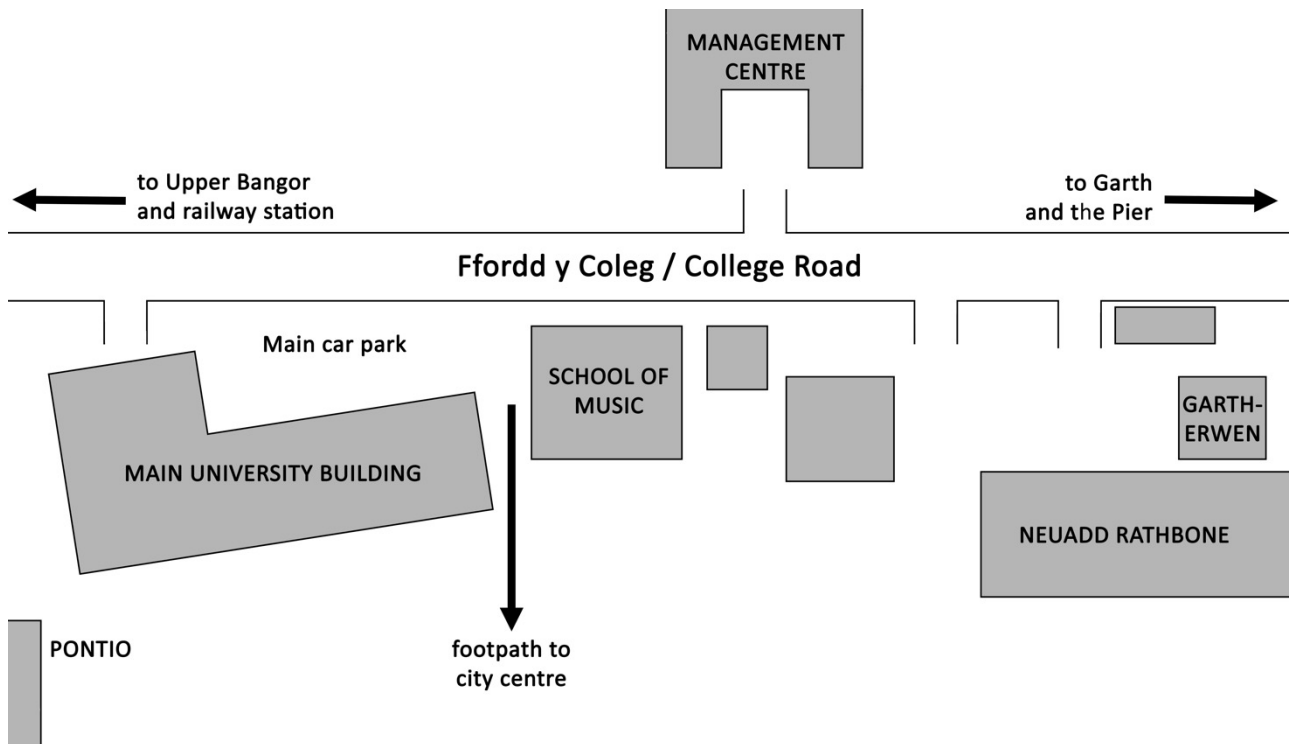 MANAGEMENT
CENTRE
to Upper Bangor
and railway station
to Garth
and the Pier
Ffordd y Coleg / College Road
Main car park
SCHOOL OF
MUSIC
GARTH-
ERWEN
MAIN UNIVERSITY BUILDING
NEUADD RATHBONE
PONTIO
footpath to
city centre